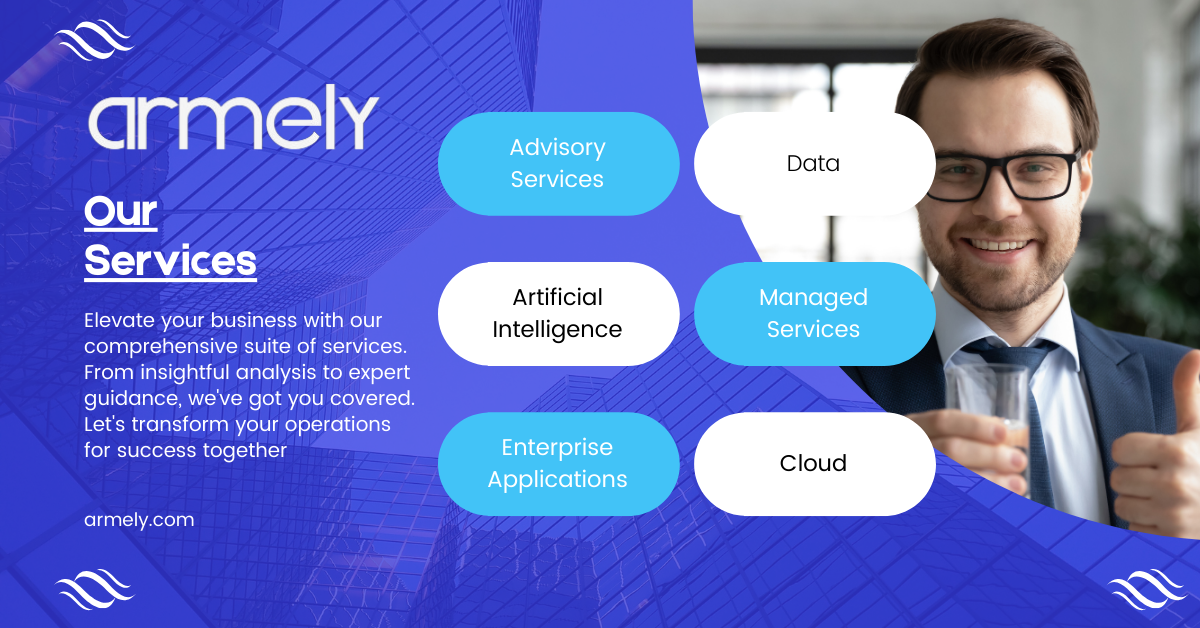 armely
Our
Services
Elevate your business with our
comprehensive suite of services.
From insightful analysis to expert
guidance, we've got you covered.
Let's transform your operations
for success together
armely.com
Advisory
Services
Data
Artificial
Intelligence
Managed
Services
Enterprise
Applications
Cloud